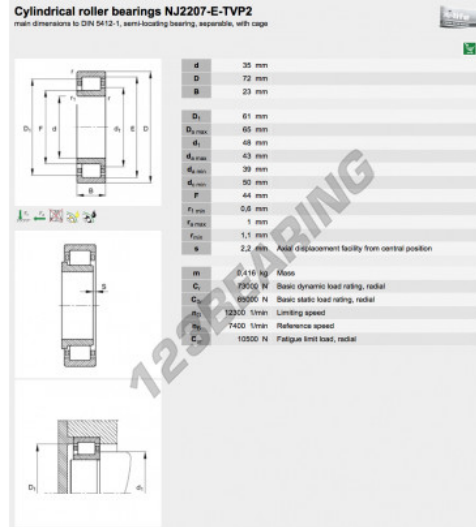 Cylindrical roller bearings NJ2207-E-TVP2
main dimensions to DIN 5412-1, semi-locating bearing, separable, with cage
d 35 mm
D 72 mm
B 23 mm
D1 61 mm
Da max 65 mm
d1 48 mm
da max 43 mm
da min 39 mm
dc min 50 mm
F 44 mm
r1 min 0,6 mm
ra max 1 mm
rmin 1,1 mm
s 2,2 mm Axial displacement facility from central position
m 0,416 kg Mass
Cr 73000 N Basic dynamic load rating, radial
65000 N Basic static load rating, radial
nG 12300 1/min Limiting speed
nB 7400 1/min Reference speed
10500 N Fatigue limit load, radial
r
r1 r
D1 F d d1 E D
B
S
D1 d1
123BEARING